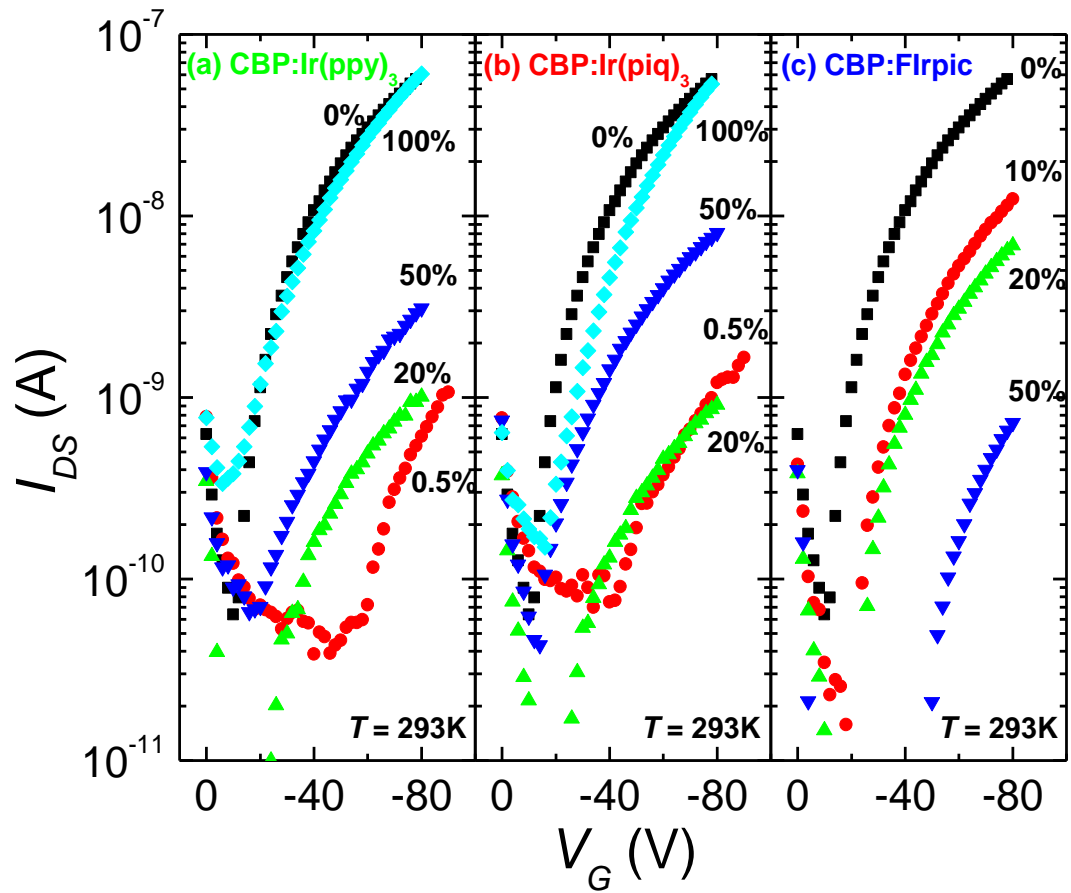 10⁻⁷
10⁻⁸
10⁻⁹
10⁻¹⁰
10⁻¹¹
I_DS (A)
(a) CBP:Ir(ppy)₃
0%
100%
50%
20%
0.5%
T = 293K
(b) CBP:Ir(piq)₃
0%
100%
50%
0.5%
20%
T = 293K
(c) CBP:FIrpic
0%
10%
20%
50%
T = 293K
0 -40 -80 0 -40 -80 0 -40 -80
V_G (V)